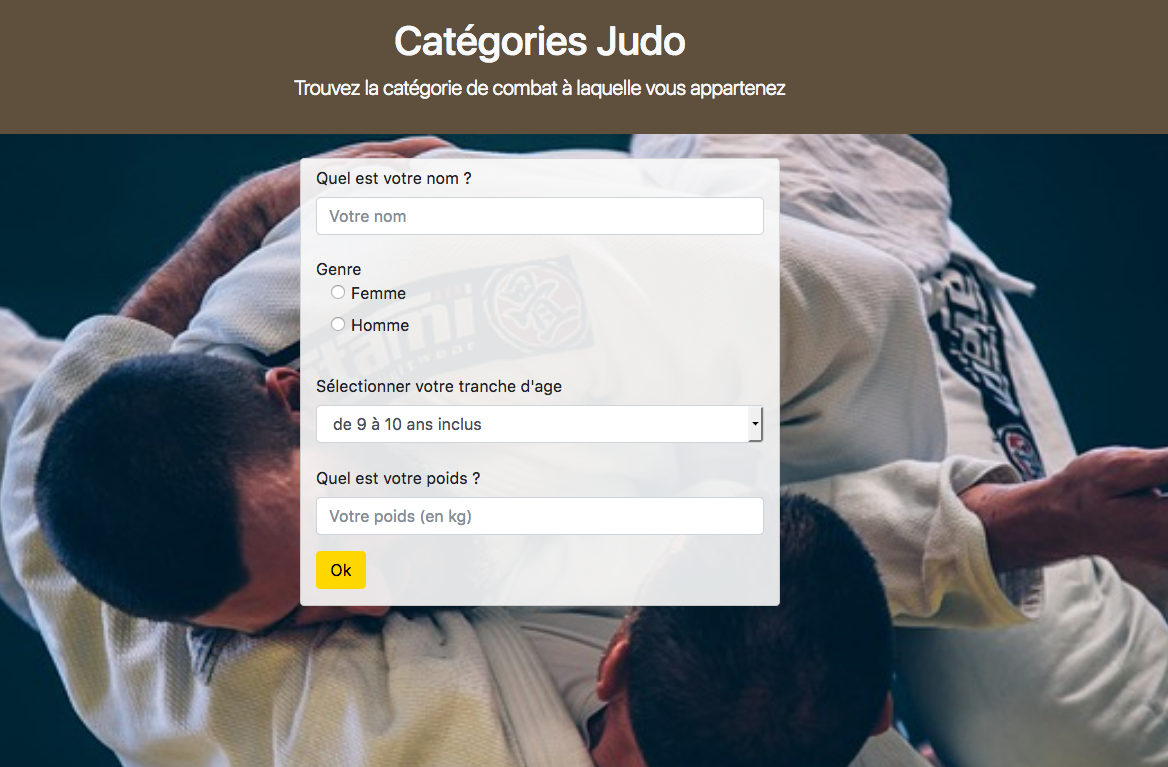 Catégories Judo
Trouvez la catégorie de combat à laquelle vous appartenez
Quel est votre nom ?
Votre nom
Genre
Femme
Homme
Sélectionner votre tranche d'age
de 9 à 10 ans inclus
Quel est votre poids ?
Votre poids (en kg)
Ok